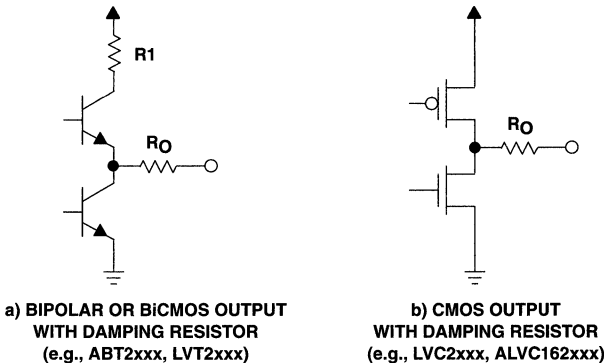 R1
RO
RO
a) BIPOLAR OR BiCMOS OUTPUT
WITH DAMPING RESISTOR
(e.g., ABT2xxx, LVT2xxx)
b) CMOS OUTPUT
WITH DAMPING RESISTOR
(e.g., LVC2xxx, ALVC162xxx)